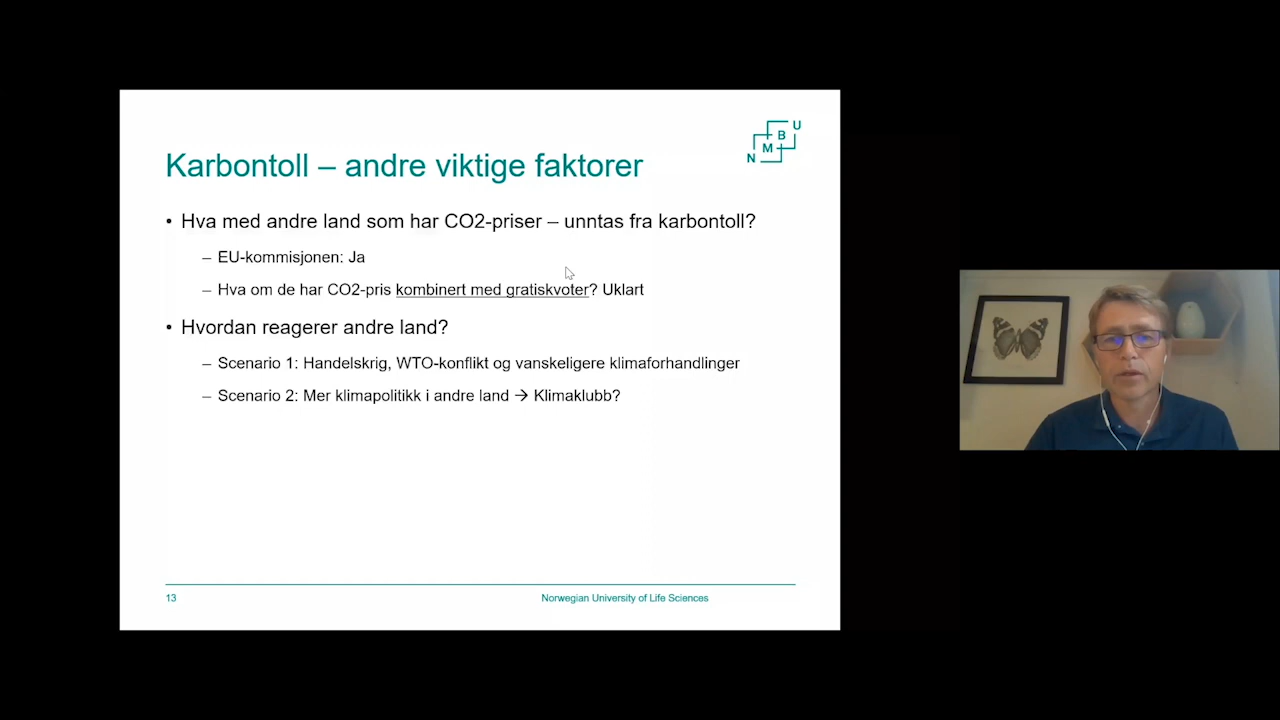 N M B U
Karbontoll – andre viktige faktorer
• Hva med andre land som har CO2-priser – unntas fra karbontoll?
– EU-kommisjonen: Ja
– Hva om de har CO2-pris kombinert med gratiskvoter? Uklart
• Hvordan reagerer andre land?
– Scenario 1: Handelskrig, WTO-konflikt og vanskeligere klimaforhandlinger
– Scenario 2: Mer klimapolitikk i andre land → Klimaklubb?
13
Norwegian University of Life Sciences